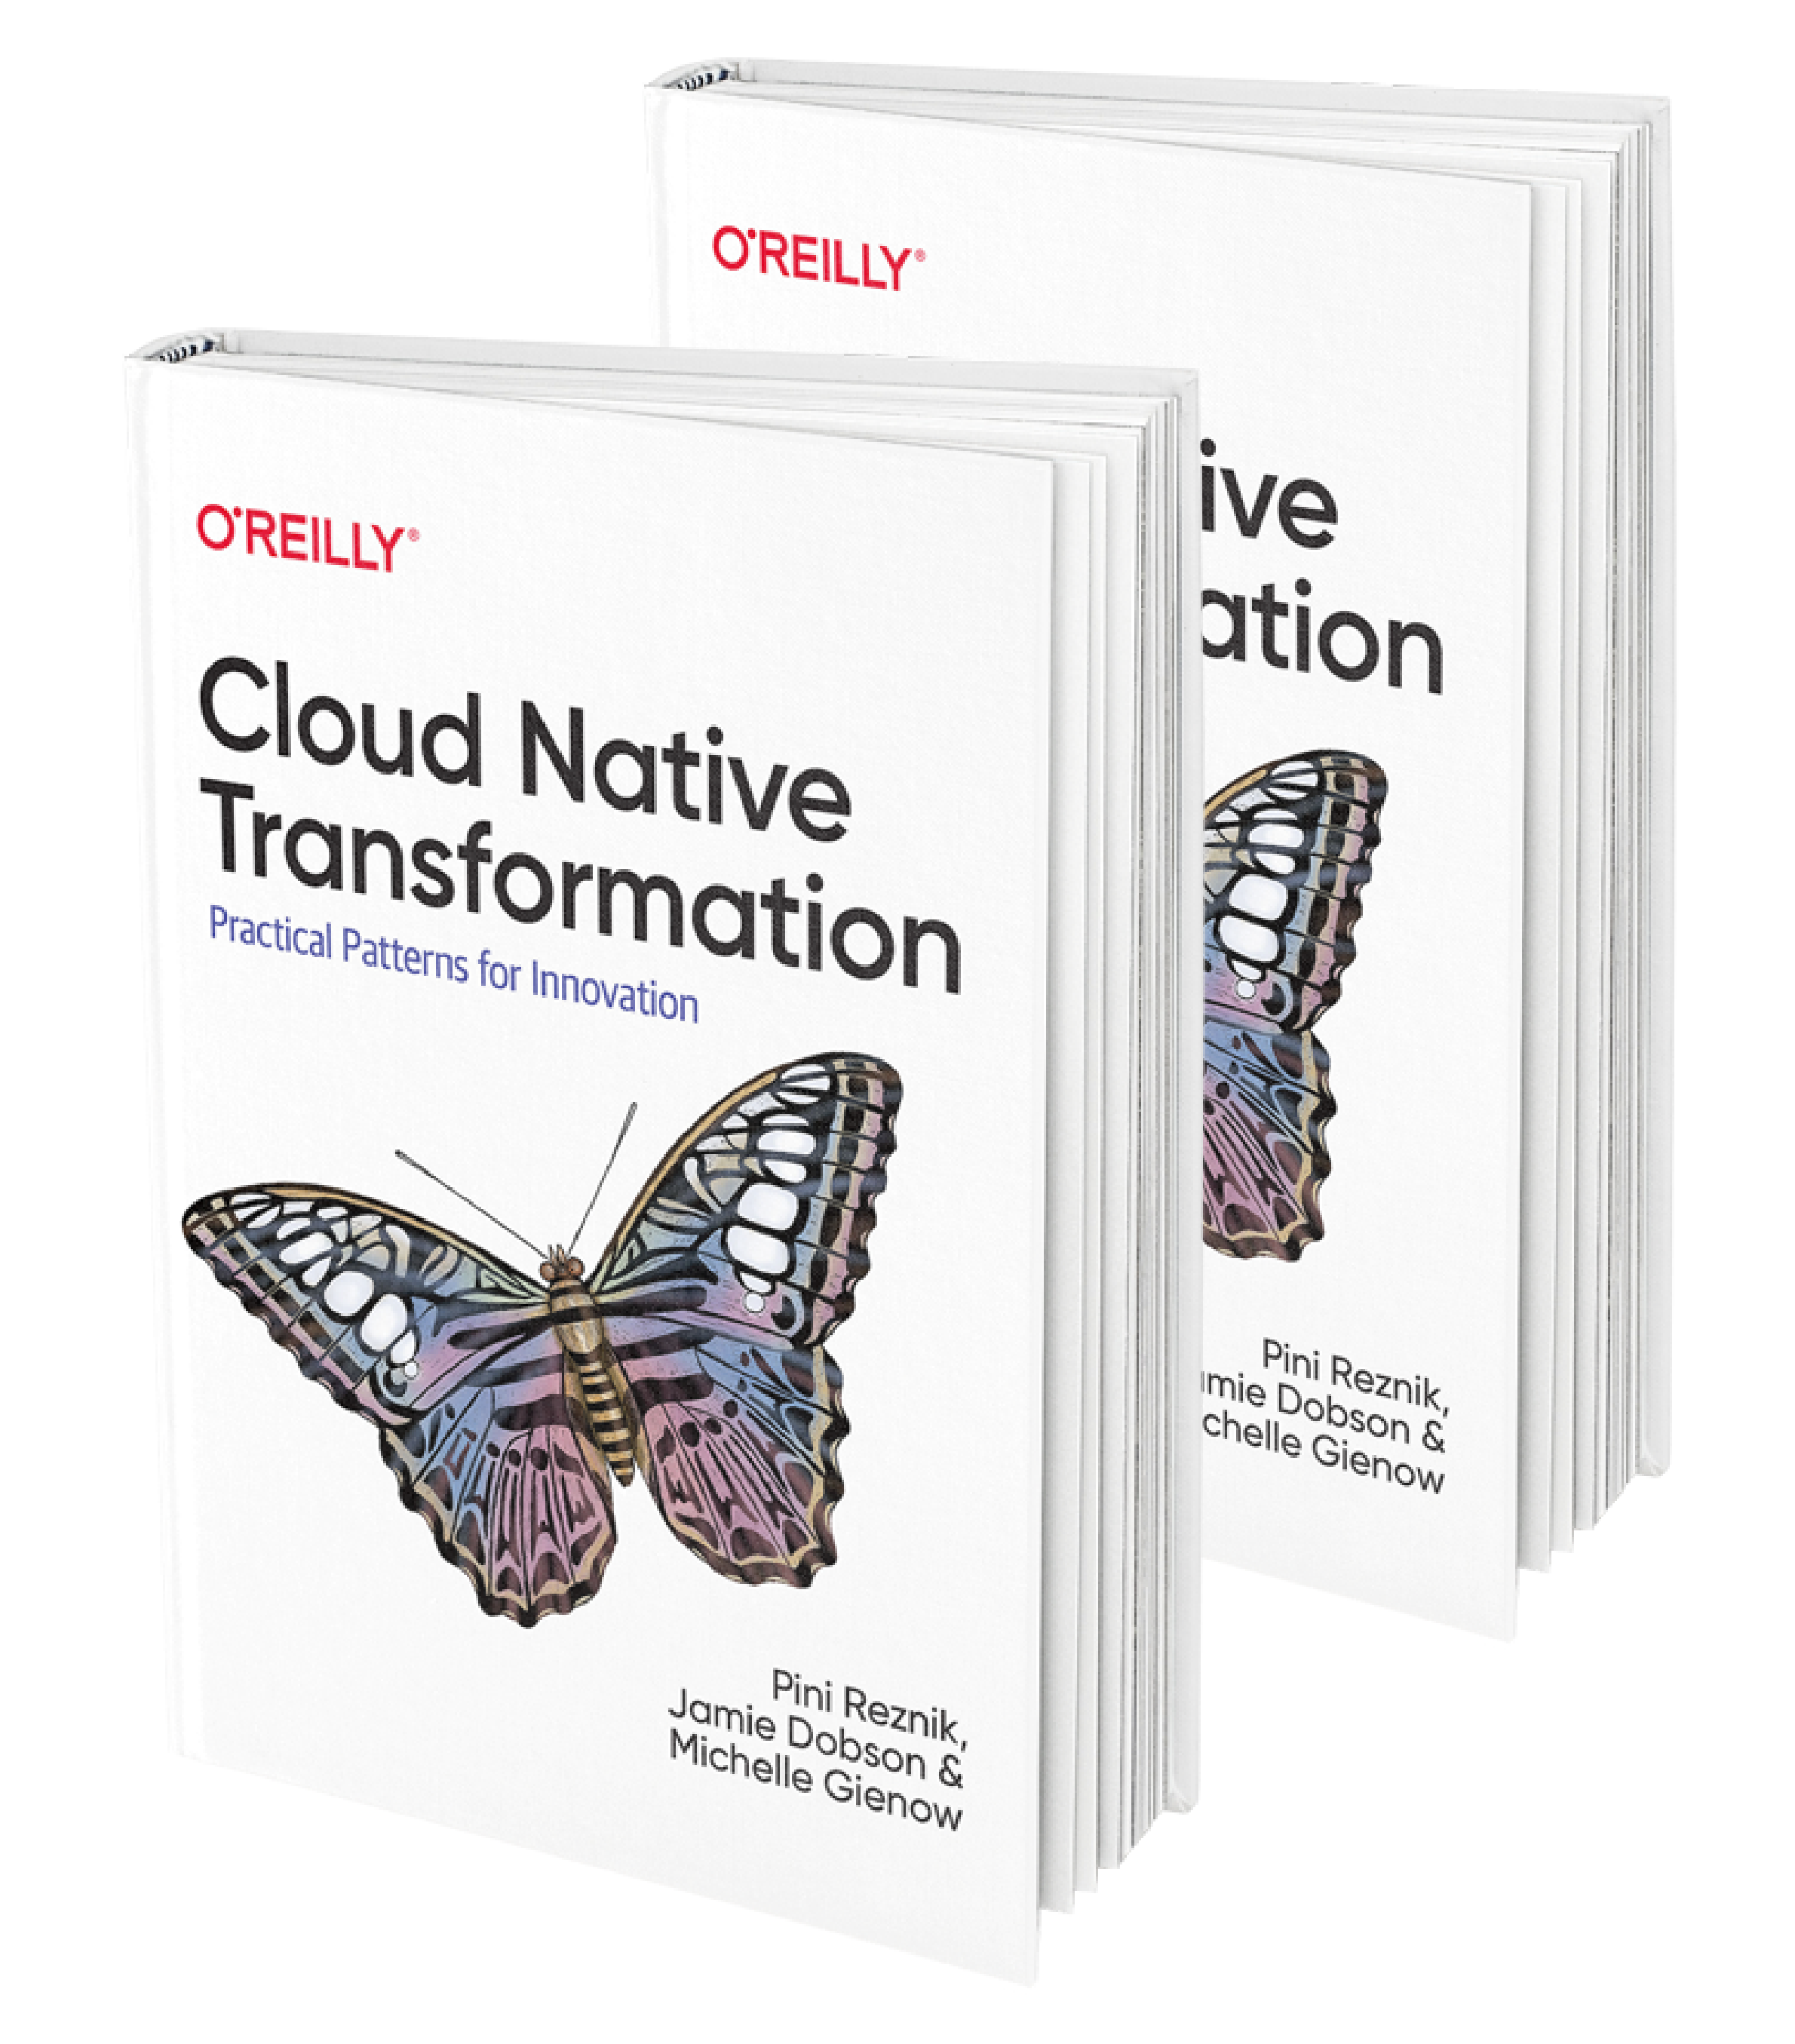 O'REILLY®
Cloud Native
Transformation
Practical Patterns for Innovation
Pini Reznik,
Jamie Dobson &
Michelle Gienow
O'REILLY®
ive
ation
Pini Reznik,
amie Dobson &
chelle Gienow